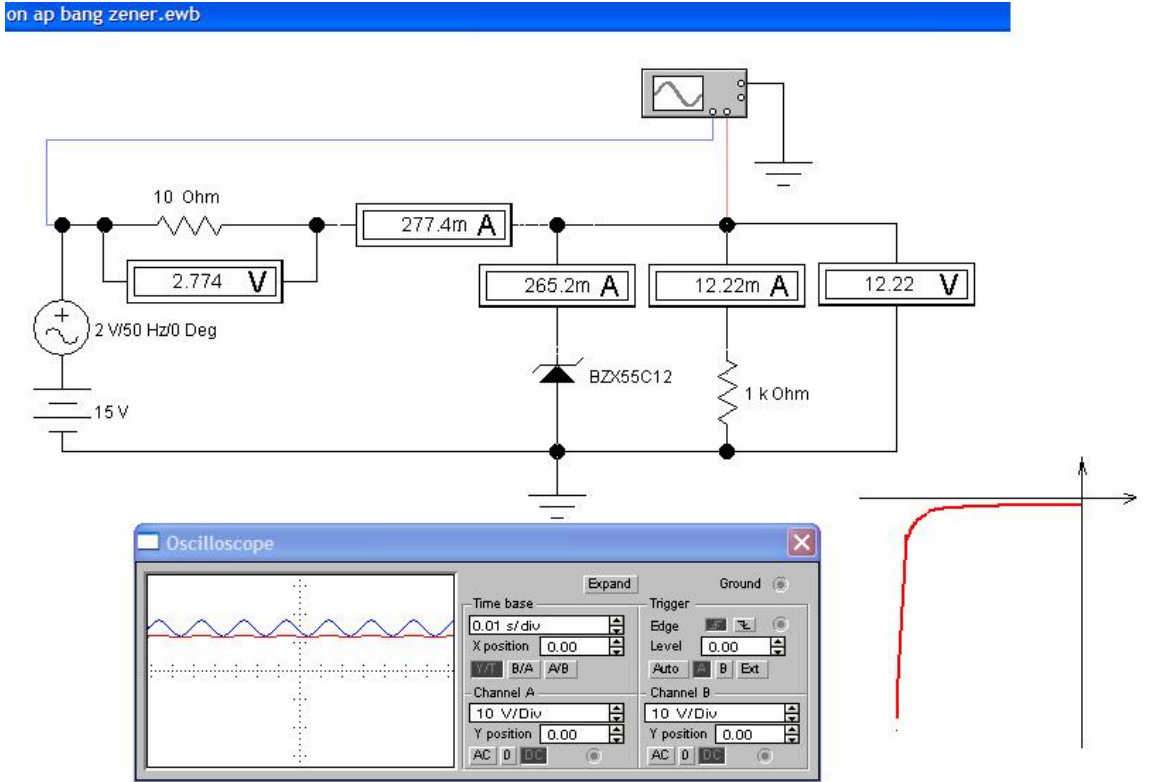 on ap bang zener.ewb
10 Ohm
277.4m A
2.774 V
265.2m A
12.22m A
12.22 V
2 V/50 Hz/0 Deg
BZX55C12
1 k Ohm
15 V
Oscilloscope
Expand
Ground
Time base
Trigger
0.01 s/div
Edge
X position 0.00
Level 0.00
Y/T B/A A/B
Auto A B Ext
Channel A
Channel B
10 V/Div
10 V/Div
Y position 0.00
Y position 0.00
AC 0 DC
AC 0 DC